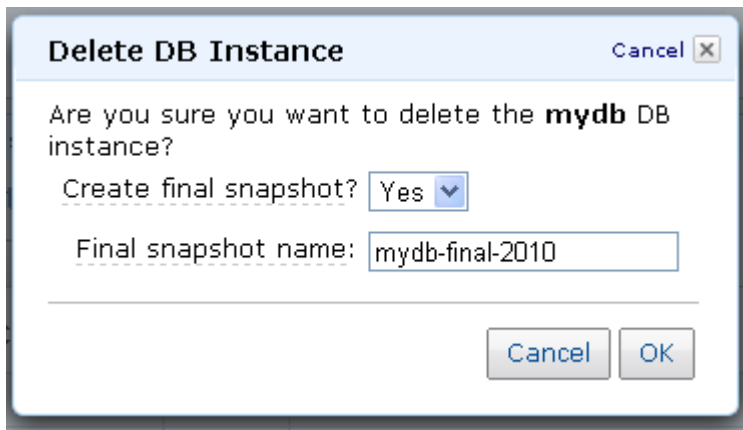 Delete DB Instance
Cancel
Are you sure you want to delete the mydb DB
instance?
Create final snapshot? Yes
Final snapshot name: mydb-final-2010
Cancel OK